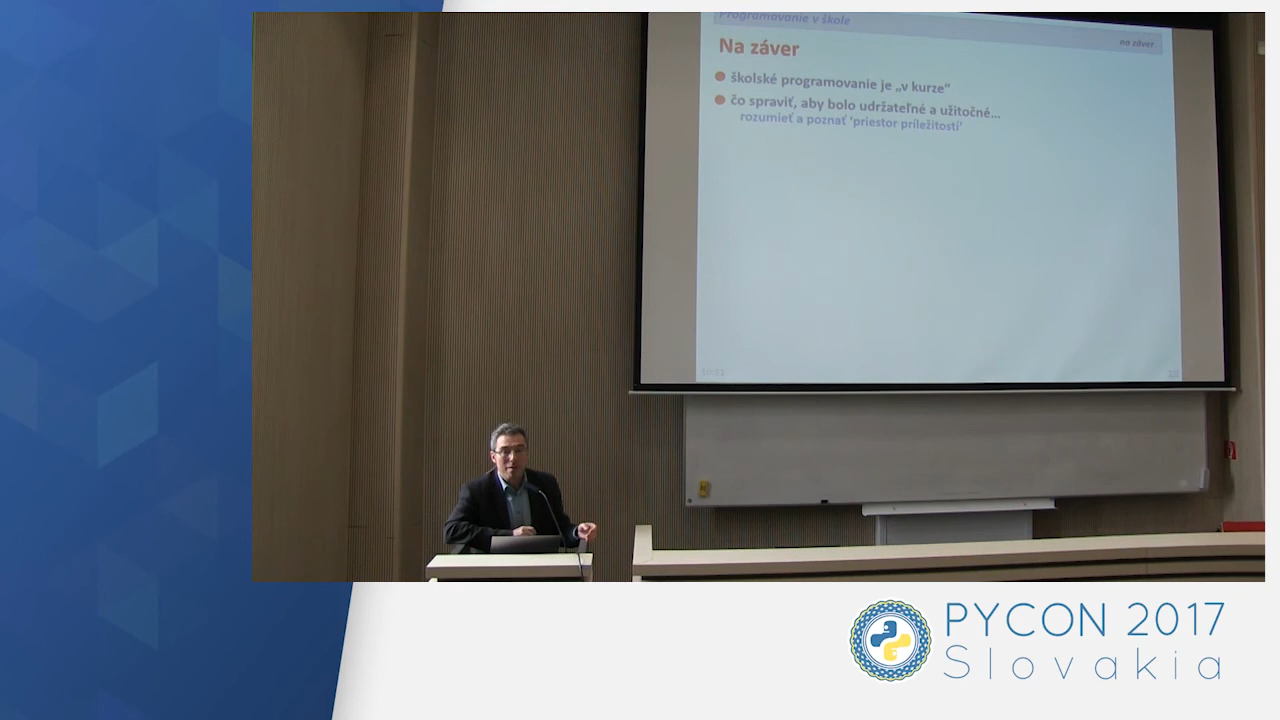 Programovanie v škole
na záver
Na záver
školské programovanie je „v kurze“
čo spraviť, aby bolo udržateľné a užitočné...
rozumieť a poznať ‘priestor príležitostí’
PYCON 2017
Slovakia